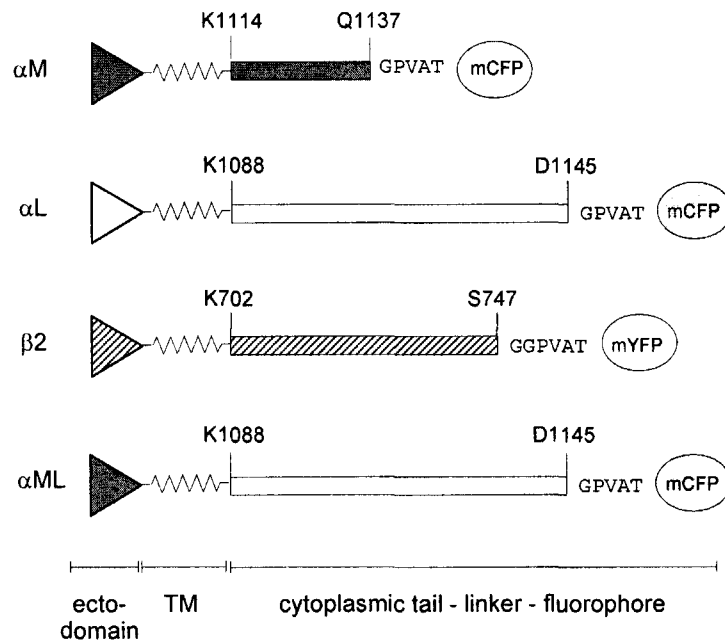 K1114 Q1137
αM GPVAT mCFP
K1088 D1145
αL GPVAT mCFP
K702 S747
β2 GGPVAT mYFP
K1088 D1145
αML GPVAT mCFP
ecto-
domain
TM
cytoplasmic tail - linker - fluorophore